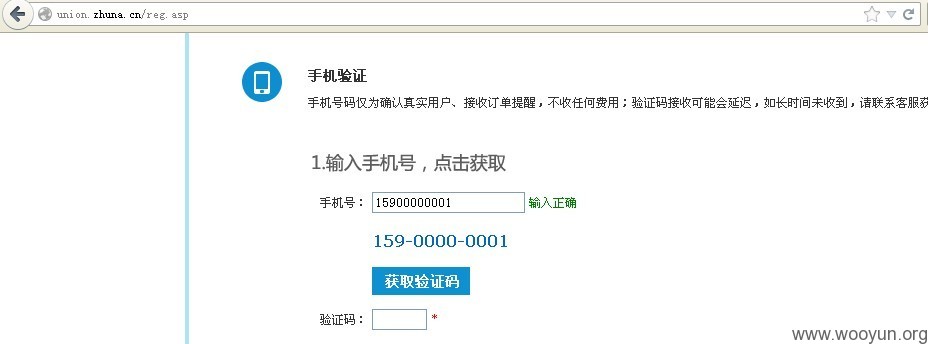 union.zhuna.cn/reg.asp
手机验证
手机号码仅为确认真实用户、接收订单提醒，不收任何费用；验证码接收可能会延迟，如长时间未收到，请联系客服获
1.输入手机号，点击获取
手机号： 15900000001 输入正确
159-0000-0001
获取验证码
验证码： *
www.wooyun.org